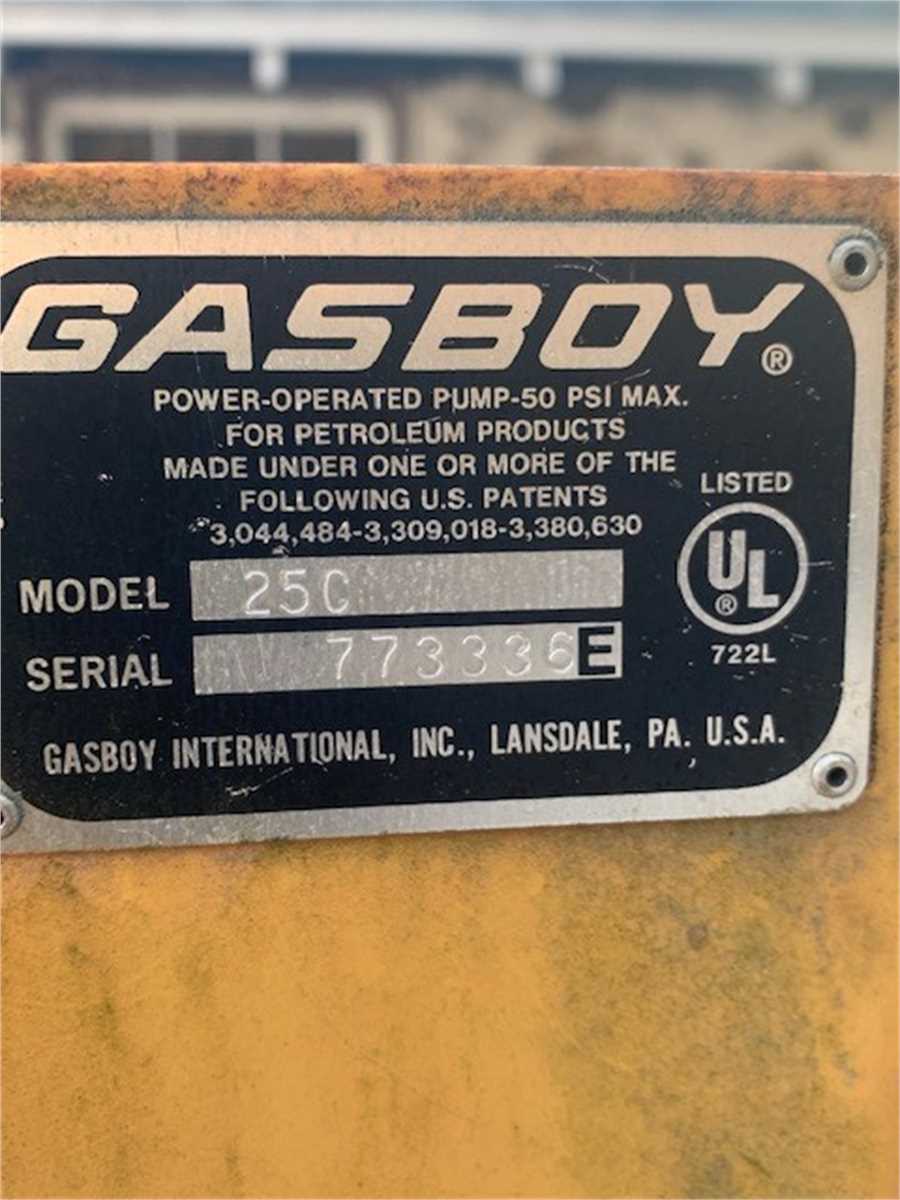 GASBOY®
POWER-OPERATED PUMP-50 PSI MAX.
FOR PETROLEUM PRODUCTS
MADE UNDER ONE OR MORE OF THE
FOLLOWING U.S. PATENTS
3,044,484-3,309,018-3,380,630
LISTED
UL®
722L
MODEL 25C
SERIAL 773336E
GASBOY INTERNATIONAL, INC., LANSDALE, PA. U.S.A.